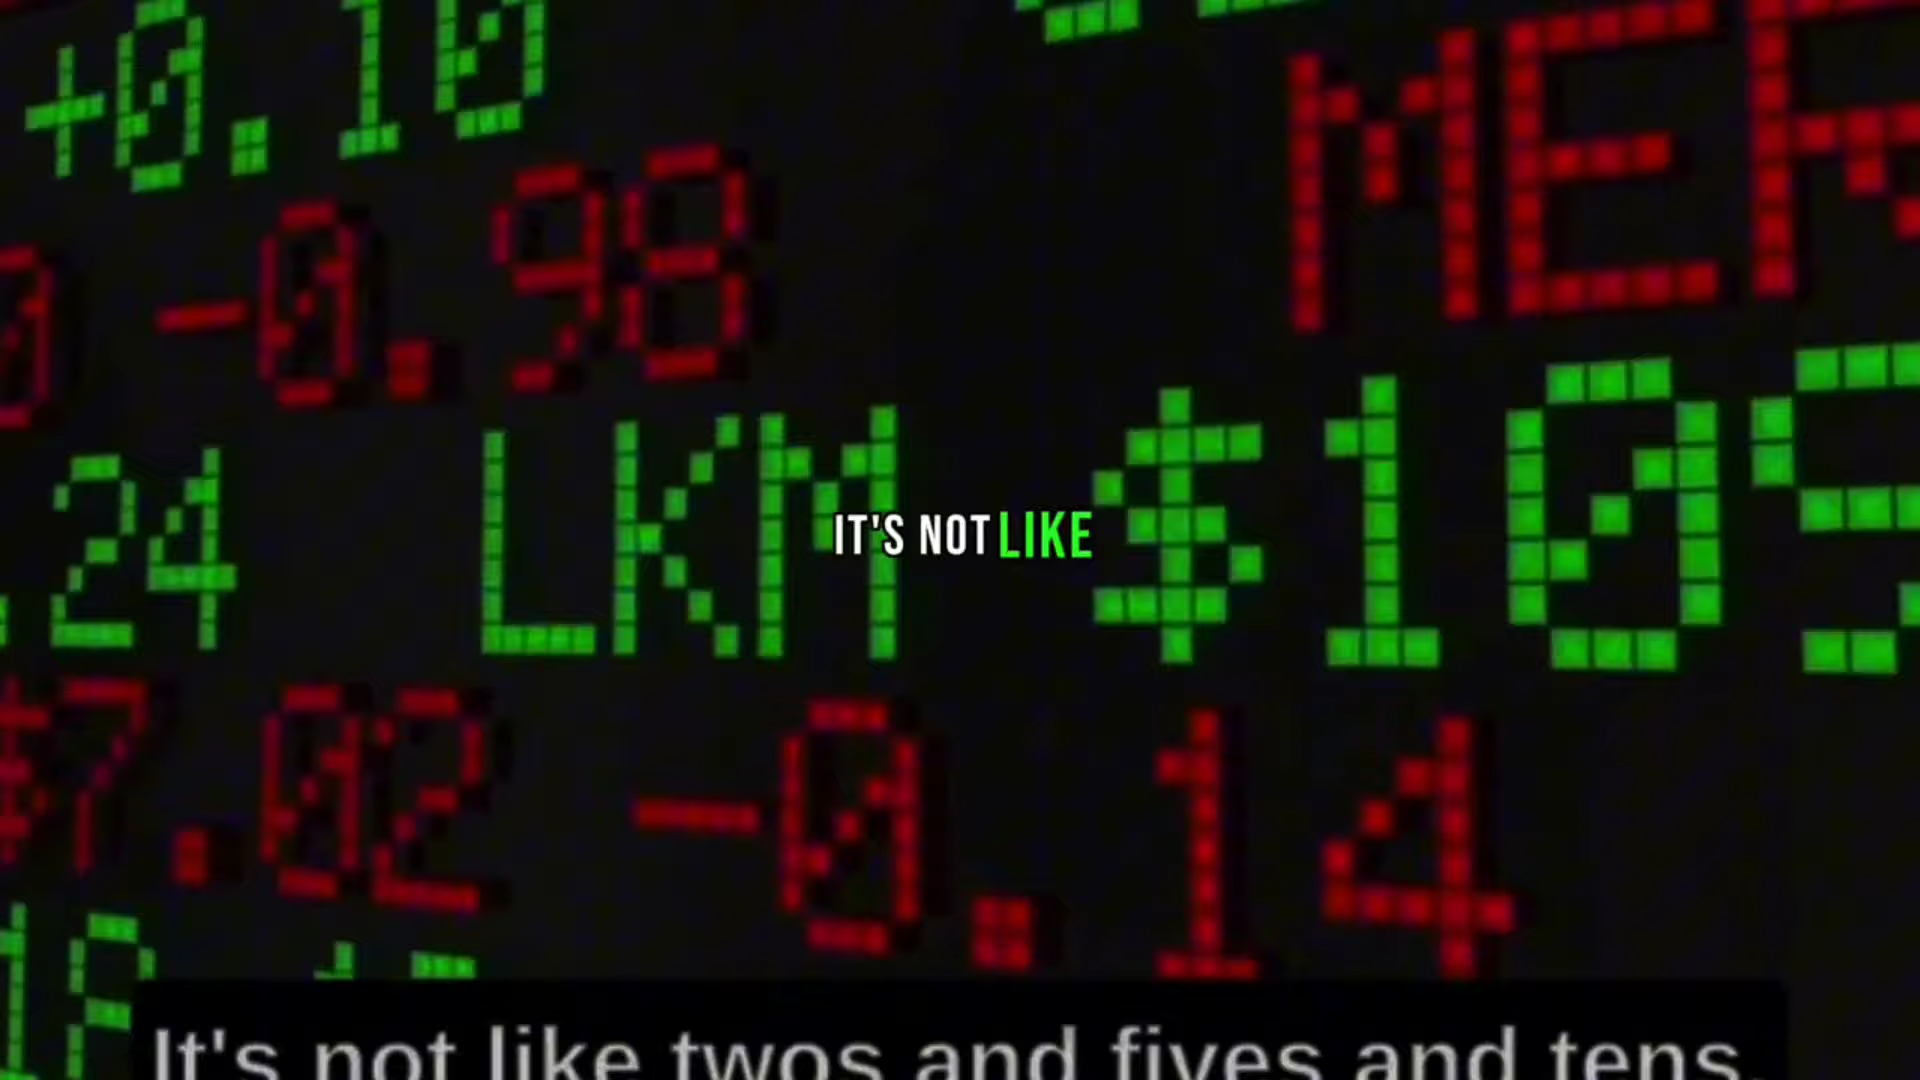 +0.10
MER
-0.98
.24 LKM $105
IT'S NOT LIKE
$7.02 -0.14
It's not like twos and fives and tens.